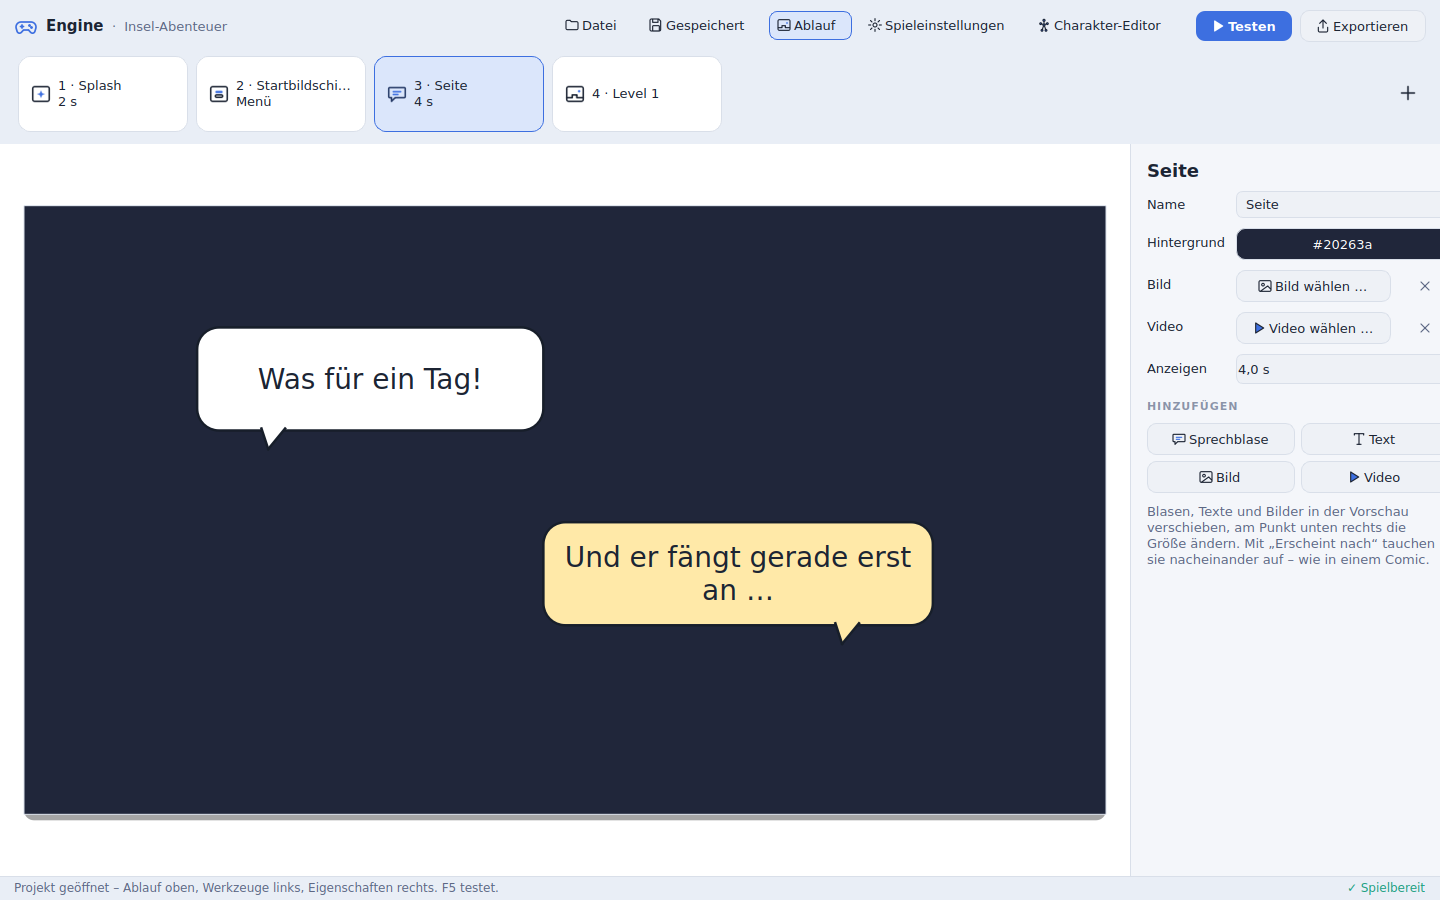 Engine · Insel-Abenteuer
Datei
Gespeichert
Ablauf
Spieleinstellungen
Charakter-Editor
Testen
Exportieren
1 · Splash
2 s
2 · Startbildschi…
Menü
3 · Seite
4 s
4 · Level 1
Was für ein Tag!
Und er fängt gerade erst
an …
Seite
Name
Seite
Hintergrund
#20263a
Bild
Bild wählen …
Video
Video wählen …
Anzeigen
4,0 s
HINZUFÜGEN
Sprechblase
Text
Bild
Video
Blasen, Texte und Bilder in der Vorschau
verschieben, am Punkt unten rechts die
Größe ändern. Mit „Erscheint nach“ tauchen
sie nacheinander auf – wie in einem Comic.
Projekt geöffnet – Ablauf oben, Werkzeuge links, Eigenschaften rechts. F5 testet.
✓ Spielbereit